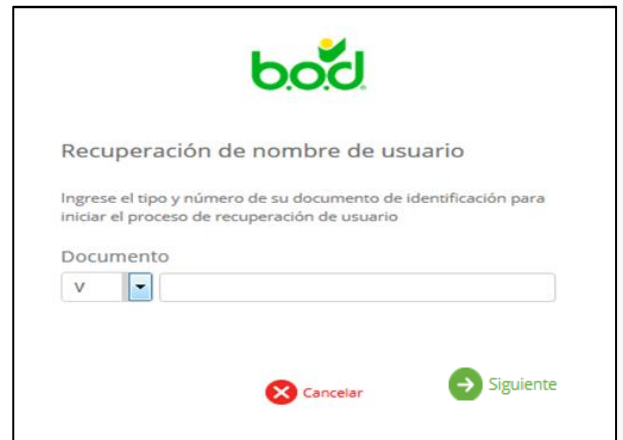 b.o.d.
Recuperación de nombre de usuario
Ingrese el tipo y número de su documento de identificación para
iniciar el proceso de recuperación de usuario
Documento
V
Cancelar
Siguiente